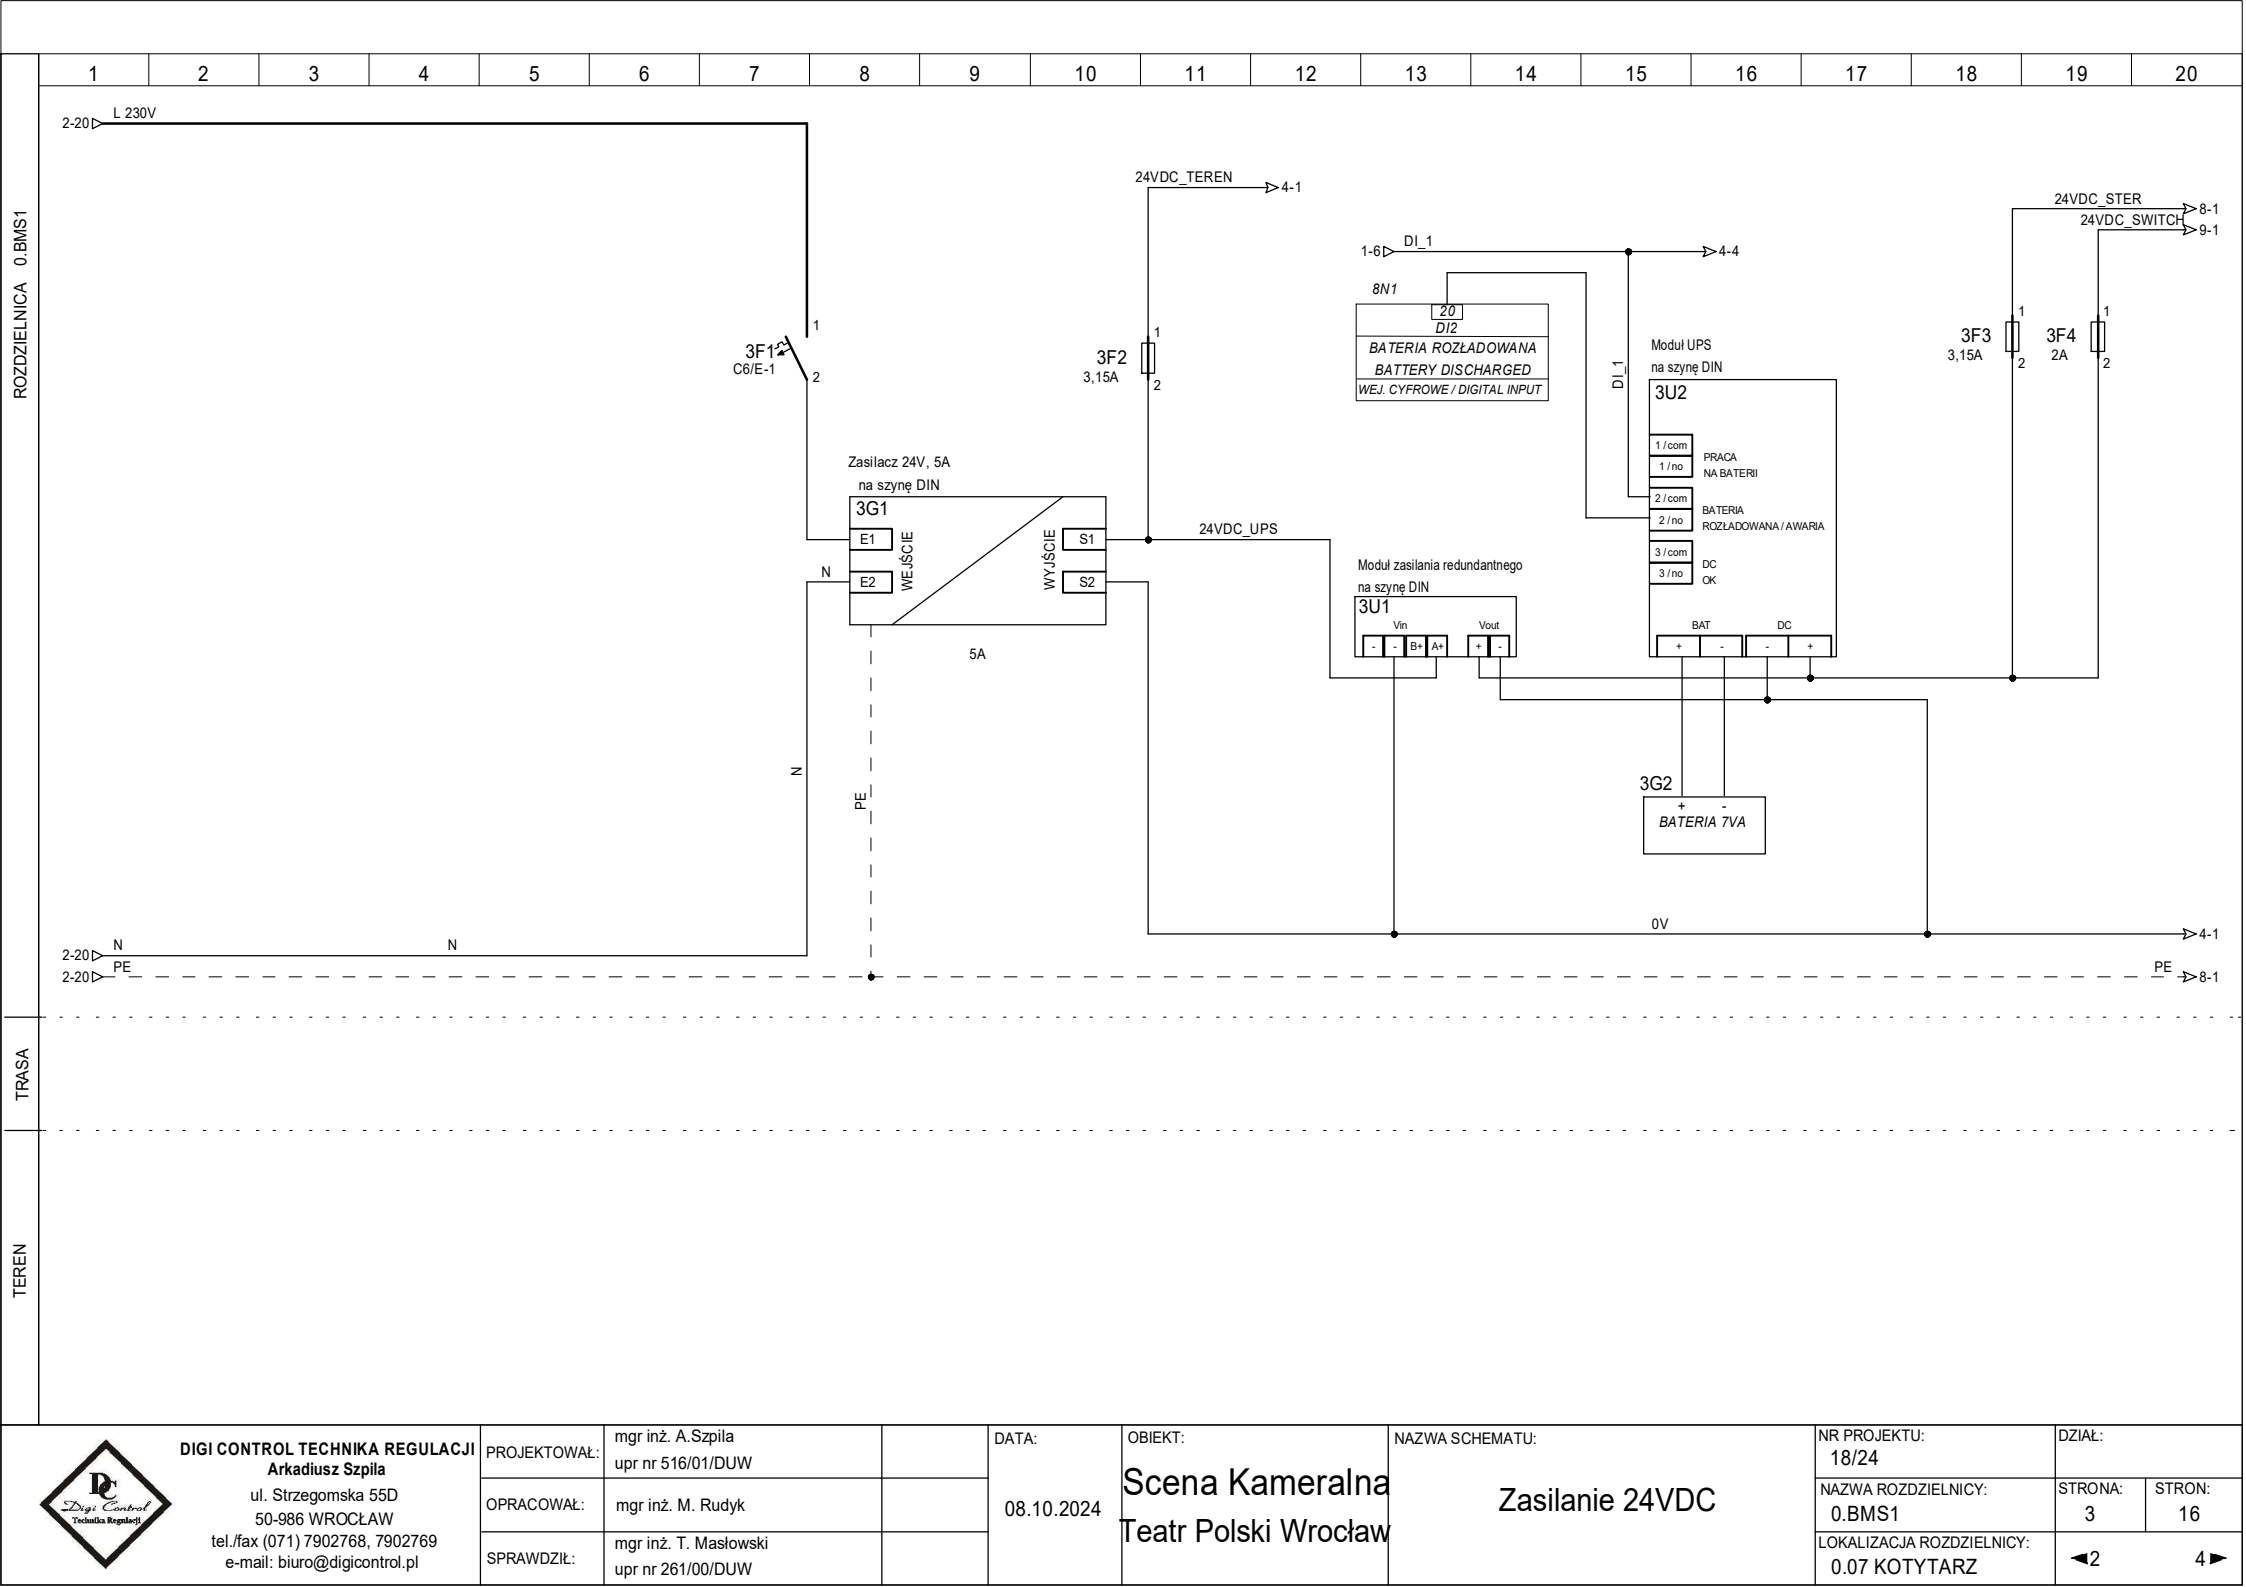 1 2 3 4 5 6 7 8 9 10 11 12 13 14 15 16 17 18 19 20
ROZDZIELNICA 0.BMS1
TRASA
TEREN
2-20 L 230V
24VDC_TEREN
4-1
24VDC_STER
8-1
24VDC_SWITCH
9-1
1-6 DI_1 4-4
8N1
20
DI2
BATERIA ROZŁADOWANA
BATTERY DISCHARGED
WEJ. CYFROWE / DIGITAL INPUT
DI_1
1
3F1
C6/E-1
2
1
3F2
3,15A
2
1
3F3
3,15A
2
1
3F4
2A
2
Moduł UPS
na szynę DIN
3U2
1 / com
1 / no
PRACA
NA BATERII
2 / com
2 / no
BATERIA
ROZŁADOWANA / AWARIA
3 / com
3 / no
DC
OK
BAT DC
+ - - +
Zasilacz 24V, 5A
na szynę DIN
3G1
E1
E2
WEJŚCIE
WYJŚCIE
S1
S2
5A
N
24VDC_UPS
Moduł zasilania redundantnego
na szynę DIN
3U1
Vin Vout
- - B+ A+ + -
N
PE
3G2
+ -
BATERIA 7VA
0V
4-1
2-20 N N
2-20 PE PE 8-1
DC
Digi Control
Technika Regulacji
DIGI CONTROL TECHNIKA REGULACJI
Arkadiusz Szpila
ul. Strzegomska 55D
50-986 WROCŁAW
tel./fax (071) 7902768, 7902769
e-mail: biuro@digicontrol.pl
PROJEKTOWAŁ:
mgr inż. A.Szpila
upr nr 516/01/DUW
OPRACOWAŁ:
mgr inż. M. Rudyk
SPRAWDZIŁ:
mgr inż. T. Masłowski
upr nr 261/00/DUW
DATA:
08.10.2024
OBIEKT:
Scena Kameralna
Teatr Polski Wrocław
NAZWA SCHEMATU:
Zasilanie 24VDC
NR PROJEKTU:
18/24
DZIAŁ:
NAZWA ROZDZIELNICY:
0.BMS1
STRONA:
3
STRON:
16
LOKALIZACJA ROZDZIELNICY:
0.07 KOTYTARZ
2
4